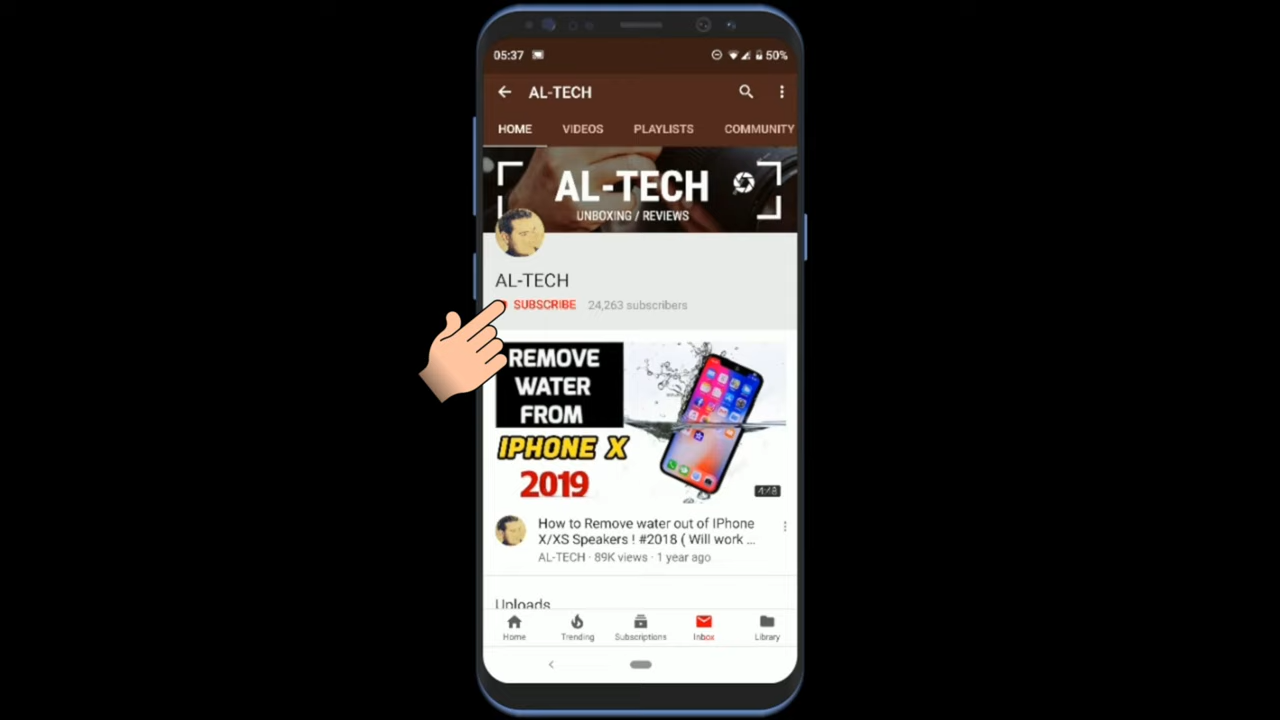 05:37 50%
AL-TECH
HOME VIDEOS PLAYLISTS COMMUNITY
AL-TECH
UNBOXING / REVIEWS
AL-TECH
SUBSCRIBE 24,263 subscribers
REMOVE
WATER
FROM
IPHONE X
2019
How to Remove water out of IPhone
X/XS Speakers ! #2018 ( Will work ...
AL-TECH · 89K views · 1 year ago
Uploads
Home Trending Subscriptions Inbox Library